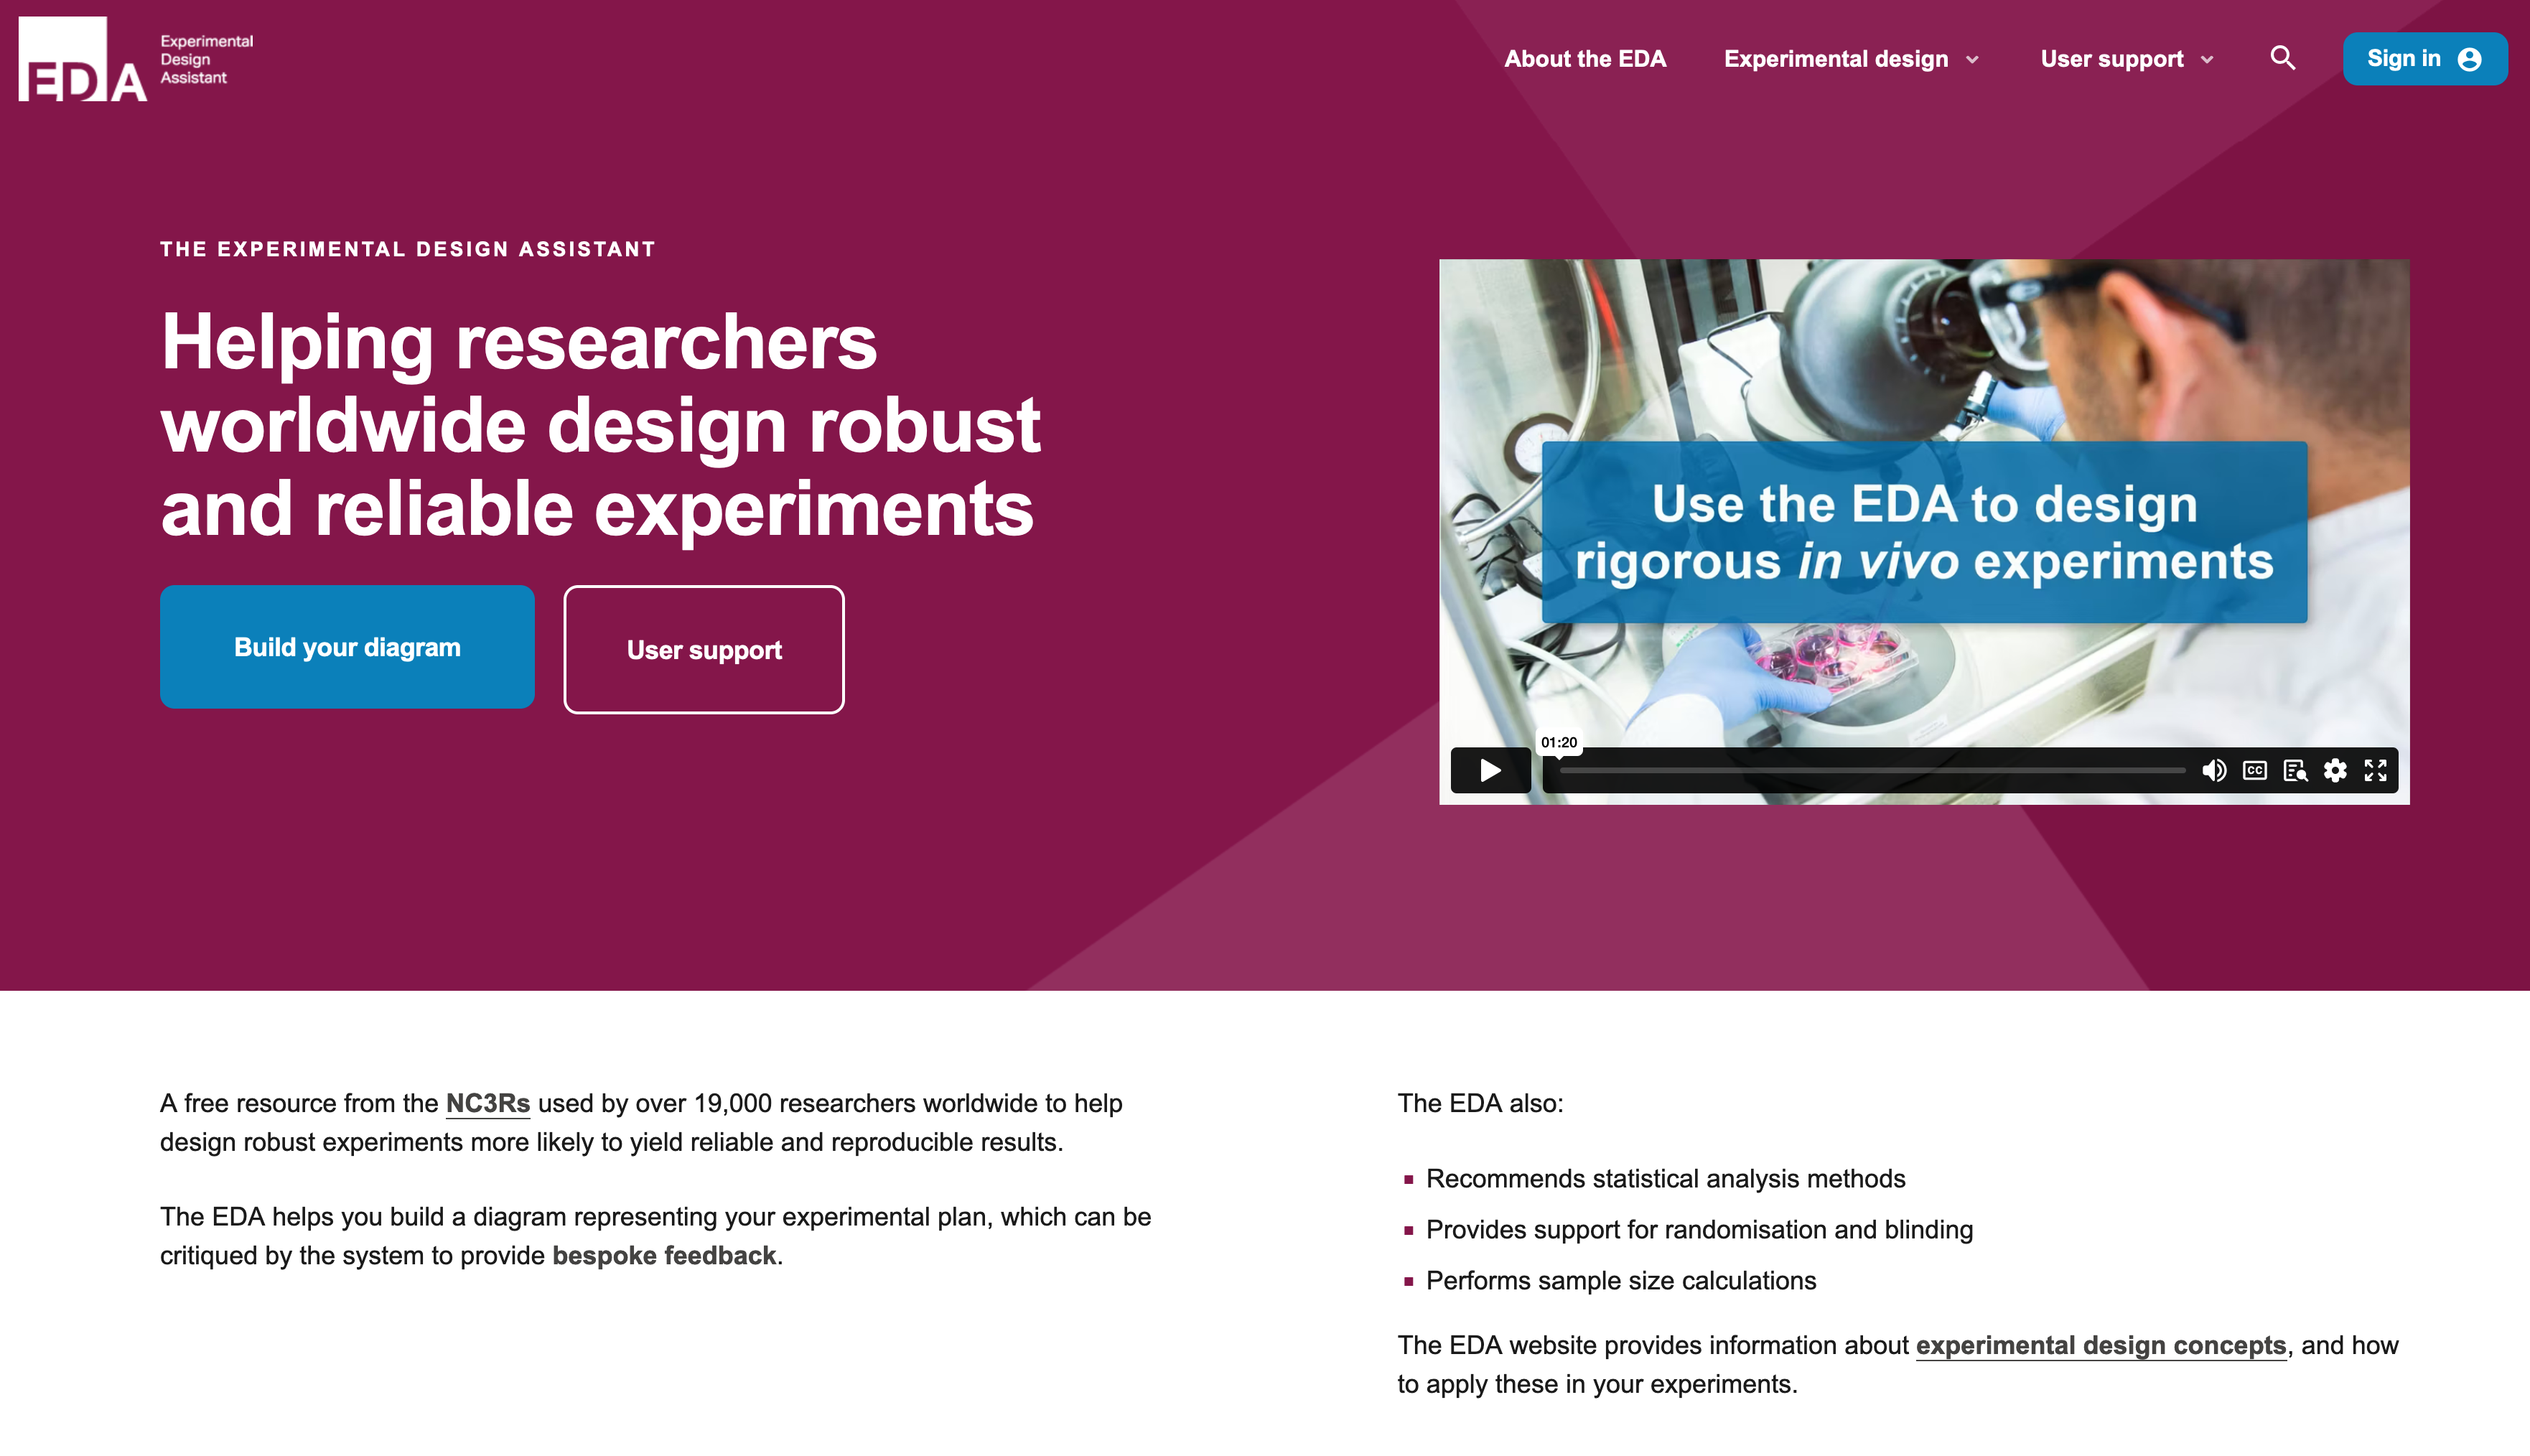 EDA
Experimental
Design
Assistant
About the EDA
Experimental design
User support
Sign in
THE EXPERIMENTAL DESIGN ASSISTANT
Helping researchers
worldwide design robust
and reliable experiments
Build your diagram
User support
Use the EDA to design
rigorous in vivo experiments
01:20
CC
A free resource from the NC3Rs used by over 19,000 researchers worldwide to help
design robust experiments more likely to yield reliable and reproducible results.
The EDA helps you build a diagram representing your experimental plan, which can be
critiqued by the system to provide bespoke feedback.
The EDA also:
Recommends statistical analysis methods
Provides support for randomisation and blinding
Performs sample size calculations
The EDA website provides information about experimental design concepts, and how
to apply these in your experiments.